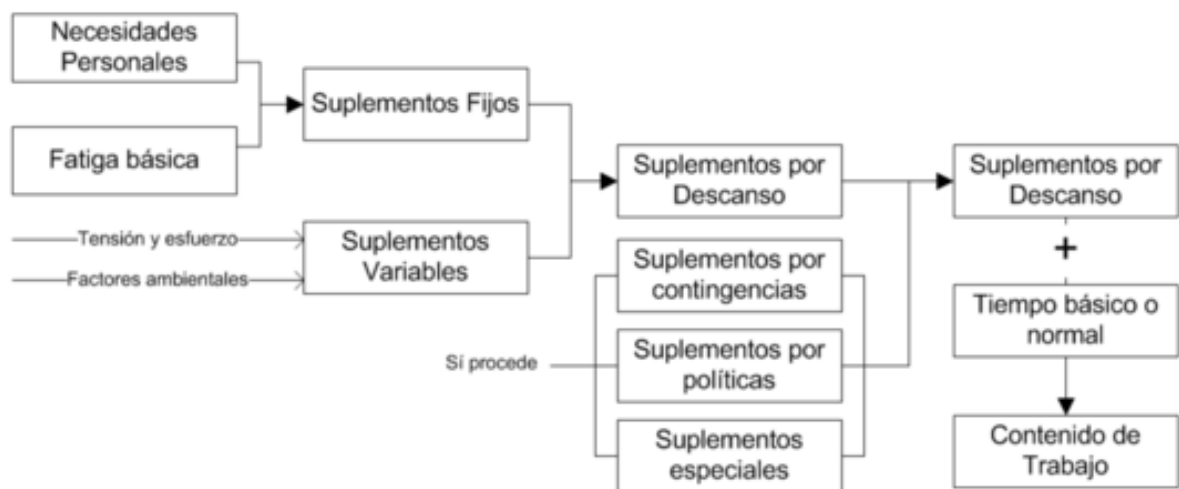 Necesidades
Personales
Fatiga básica
Suplementos Fijos
Tensión y esfuerzo
Factores ambientales
Suplementos
Variables
Suplementos por
Descanso
Suplementos por
contingencias
Sí procede
Suplementos por
políticas
Suplementos
especiales
Suplementos por
Descanso
+
Tiempo básico o
normal
Contenido de
Trabajo